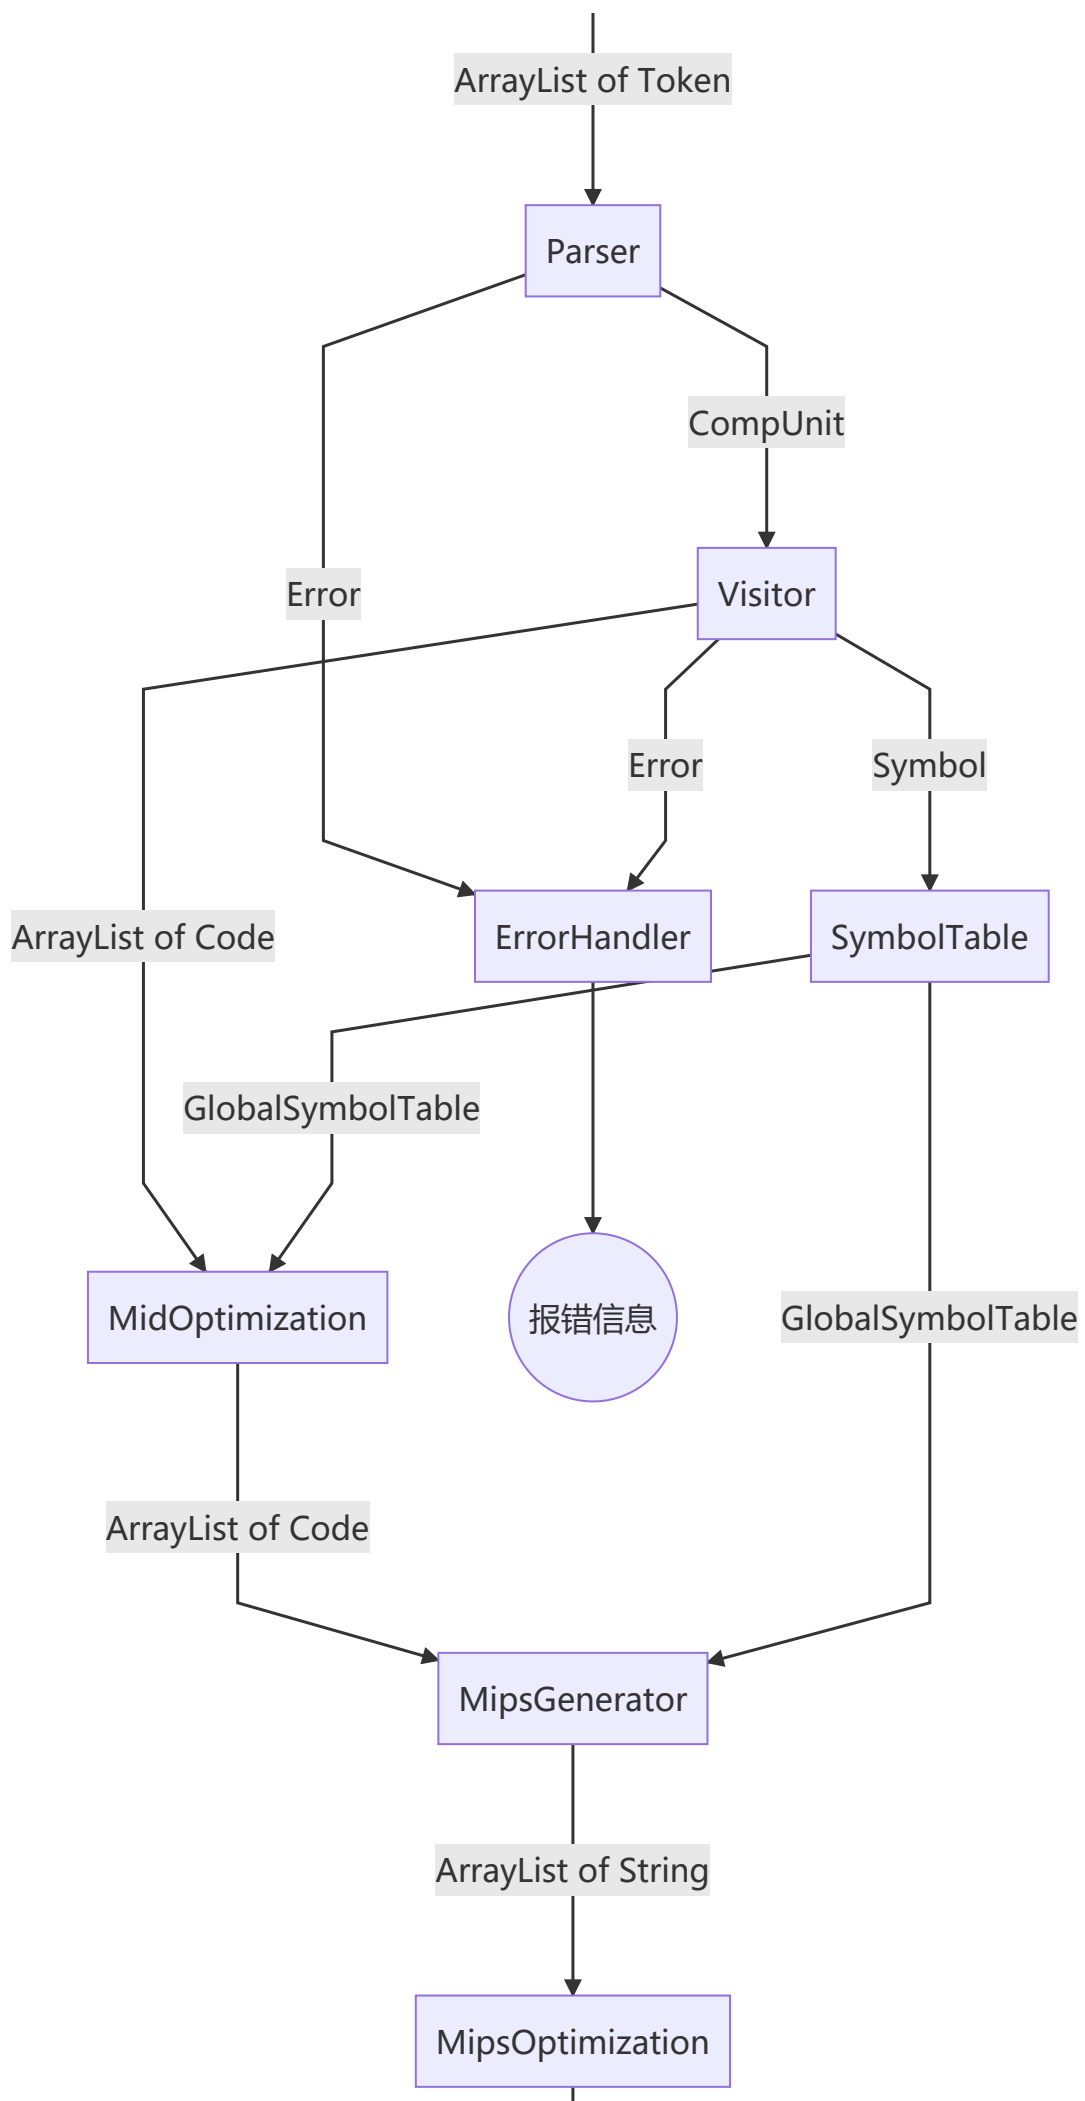 ArrayList of Token
Parser
CompUnit
Error
Visitor
Error
Symbol
ArrayList of Code
ErrorHandler
SymbolTable
GlobalSymbolTable
MidOptimization
报错信息
GlobalSymbolTable
ArrayList of Code
MipsGenerator
ArrayList of String
MipsOptimization